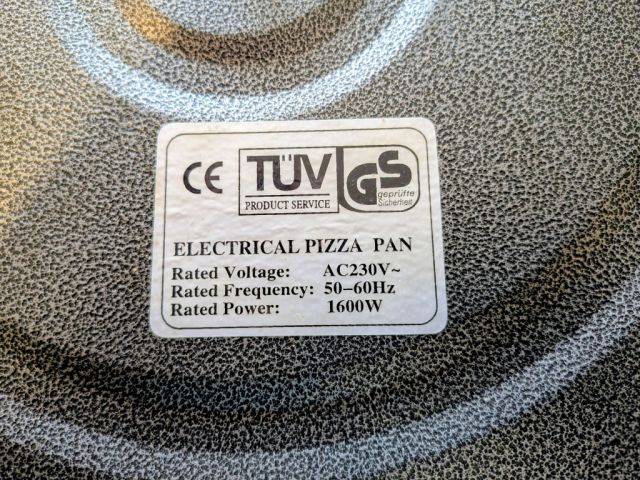 CE TÜV GS
PRODUCT SERVICE geprüfte
Sicherheit
ELECTRICAL PIZZA PAN
Rated Voltage: AC230V~
Rated Frequency: 50-60Hz
Rated Power: 1600W